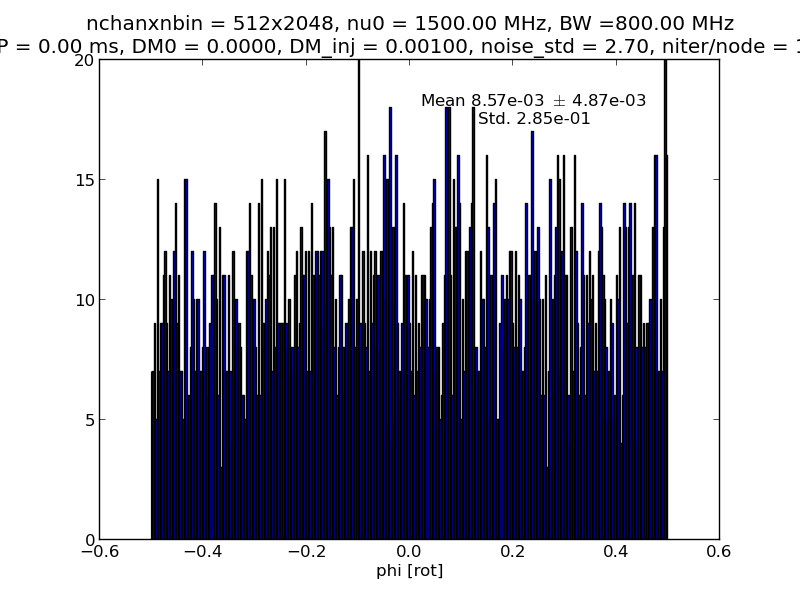 nchanxnbin = 512x2048, nu0 = 1500.00 MHz, BW =800.00 MHz
P = 0.00 ms, DM0 = 0.0000, DM_inj = 0.00100, noise_std = 2.70, niter/node = 1
20
Mean 8.57e-03 ± 4.87e-03
Std. 2.85e-01
15
10
5
0
−0.6 −0.4 −0.2 0.0 0.2 0.4 0.6
phi [rot]